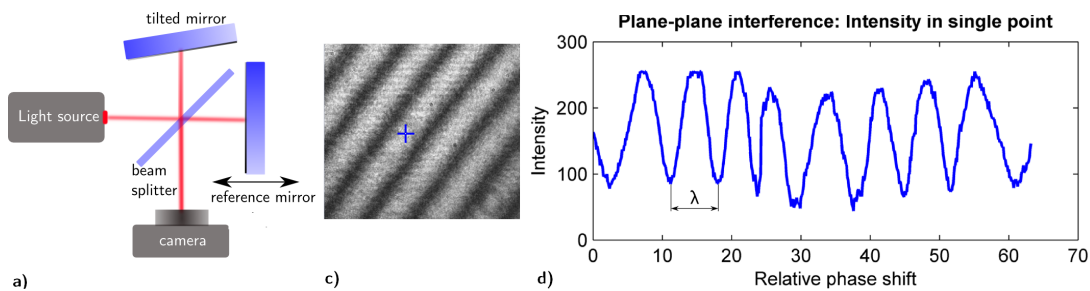 tilted mirror
Light source
beam
splitter
reference mirror
camera
a)
c)
Plane-plane interference: Intensity in single point
Intensity
300
200
100
0
λ
0 10 20 30 40 50 60 70
Relative phase shift
d)